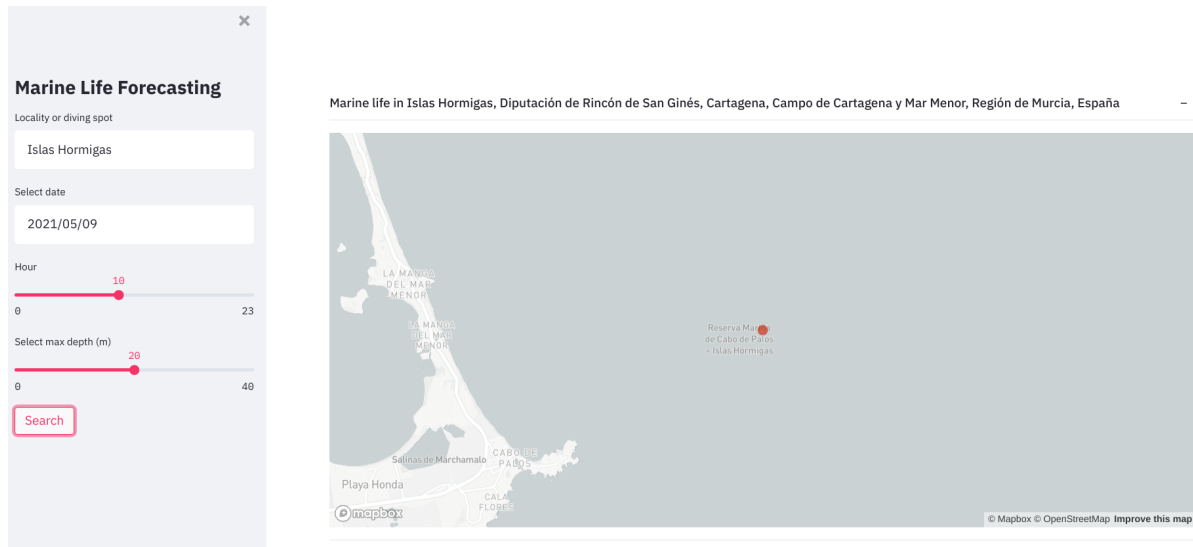 ×
Marine Life Forecasting
Locality or diving spot
Islas Hormigas
Select date
2021/05/09
Hour
10
0 23
Select max depth (m)
20
0 40
Search
Marine life in Islas Hormigas, Diputación de Rincón de San Ginés, Cartagena, Campo de Cartagena y Mar Menor, Región de Murcia, España −
LA MANGA
DEL MAR
MENOR
LA MANGA
DEL MAR
MENOR
Reserva Marina
de Cabo de Palos
- Islas Hormigas
Salinas de Marchamalo
CABO DE
PALOS
Playa Honda
CALA
FLORES
mapbox
© Mapbox © OpenStreetMap Improve this map